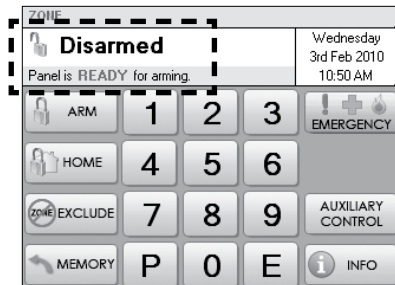 ZONE
Disarmed
Panel is READY for arming.
Wednesday
3rd Feb 2010
10:50 AM
ARM
1
2
3
EMERGENCY
HOME
4
5
6
ZONE EXCLUDE
7
8
9
AUXILIARY
CONTROL
MEMORY
P
0
E
i INFO